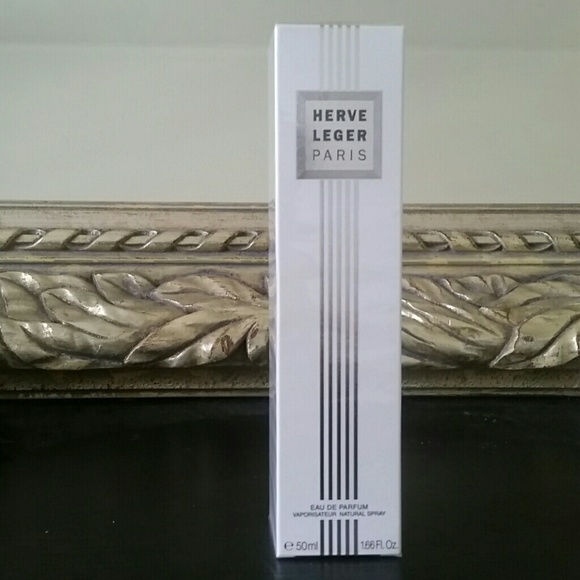 HERVE
LEGER
PARIS
EAU DE PARFUM
VAPORISATEUR NATURAL SPRAY
℮ 50ml 1.66 Fl. Oz.